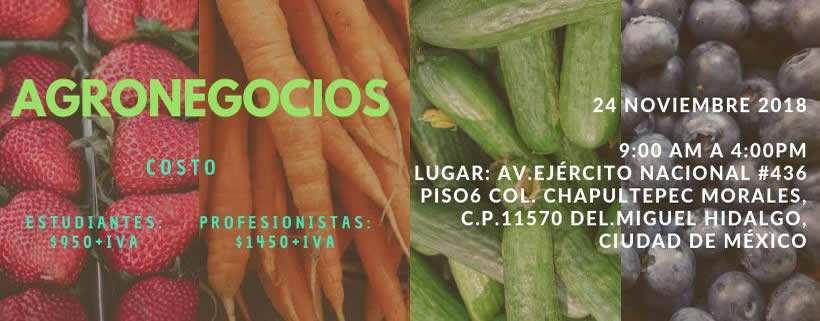 AGRONEGOCIOS
COSTO
ESTUDIANTES:
$950+IVA
PROFESIONISTAS:
$1450+IVA
24 NOVIEMBRE 2018
9:00 AM A 4:00PM
LUGAR: AV.EJÉRCITO NACIONAL #436
PISO6 COL. CHAPULTEPEC MORALES,
C.P.11570 DEL.MIGUEL HIDALGO,
CIUDAD DE MÉXICO